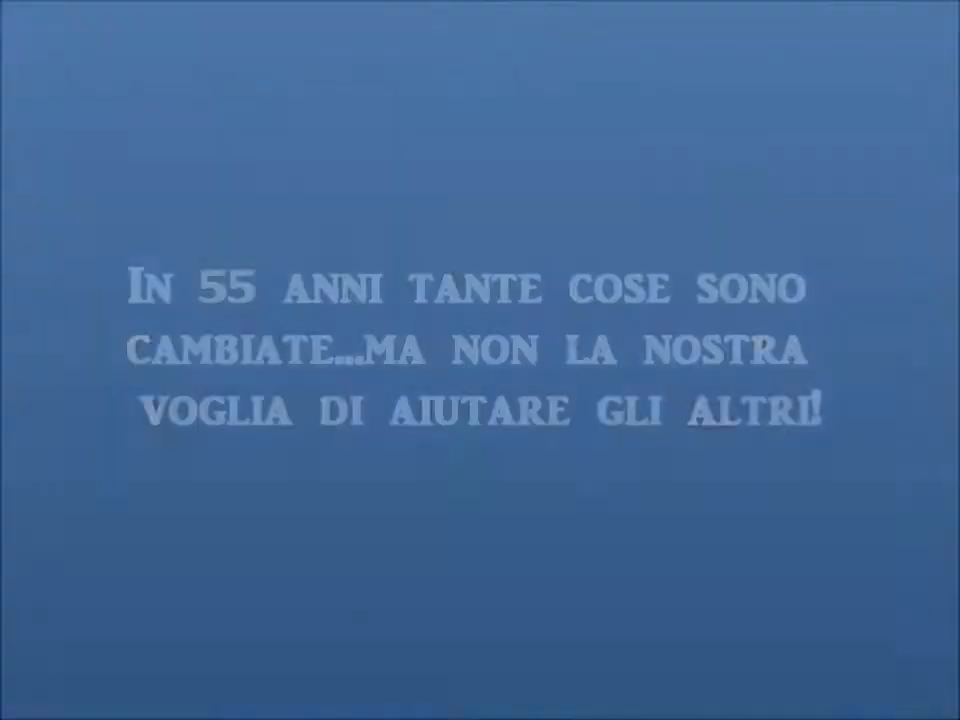 In 55 anni tante cose sono
cambiate...ma non la nostra
voglia di aiutare gli altri!